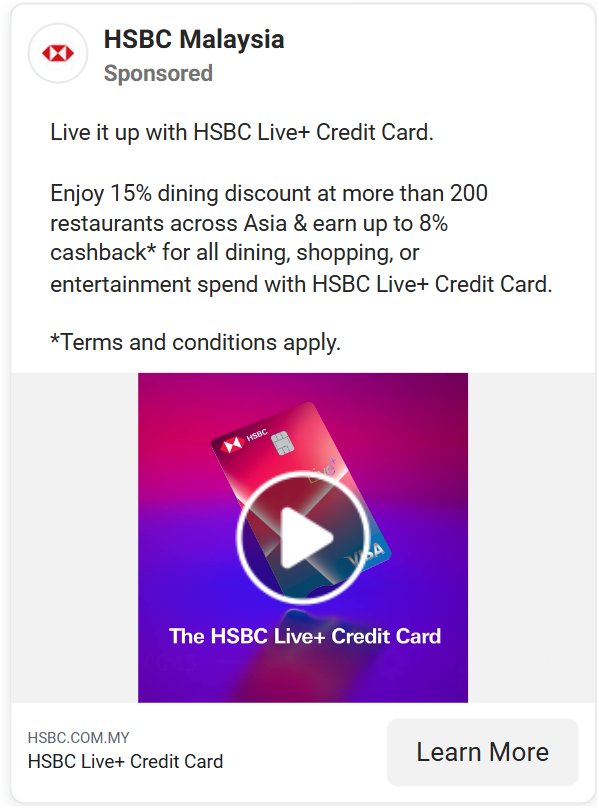 HSBC Malaysia
Sponsored
Live it up with HSBC Live+ Credit Card.
Enjoy 15% dining discount at more than 200
restaurants across Asia & earn up to 8%
cashback* for all dining, shopping, or
entertainment spend with HSBC Live+ Credit Card.
*Terms and conditions apply.
HSBC
Live+
VISA
The HSBC Live+ Credit Card
HSBC.COM.MY
HSBC Live+ Credit Card
Learn More